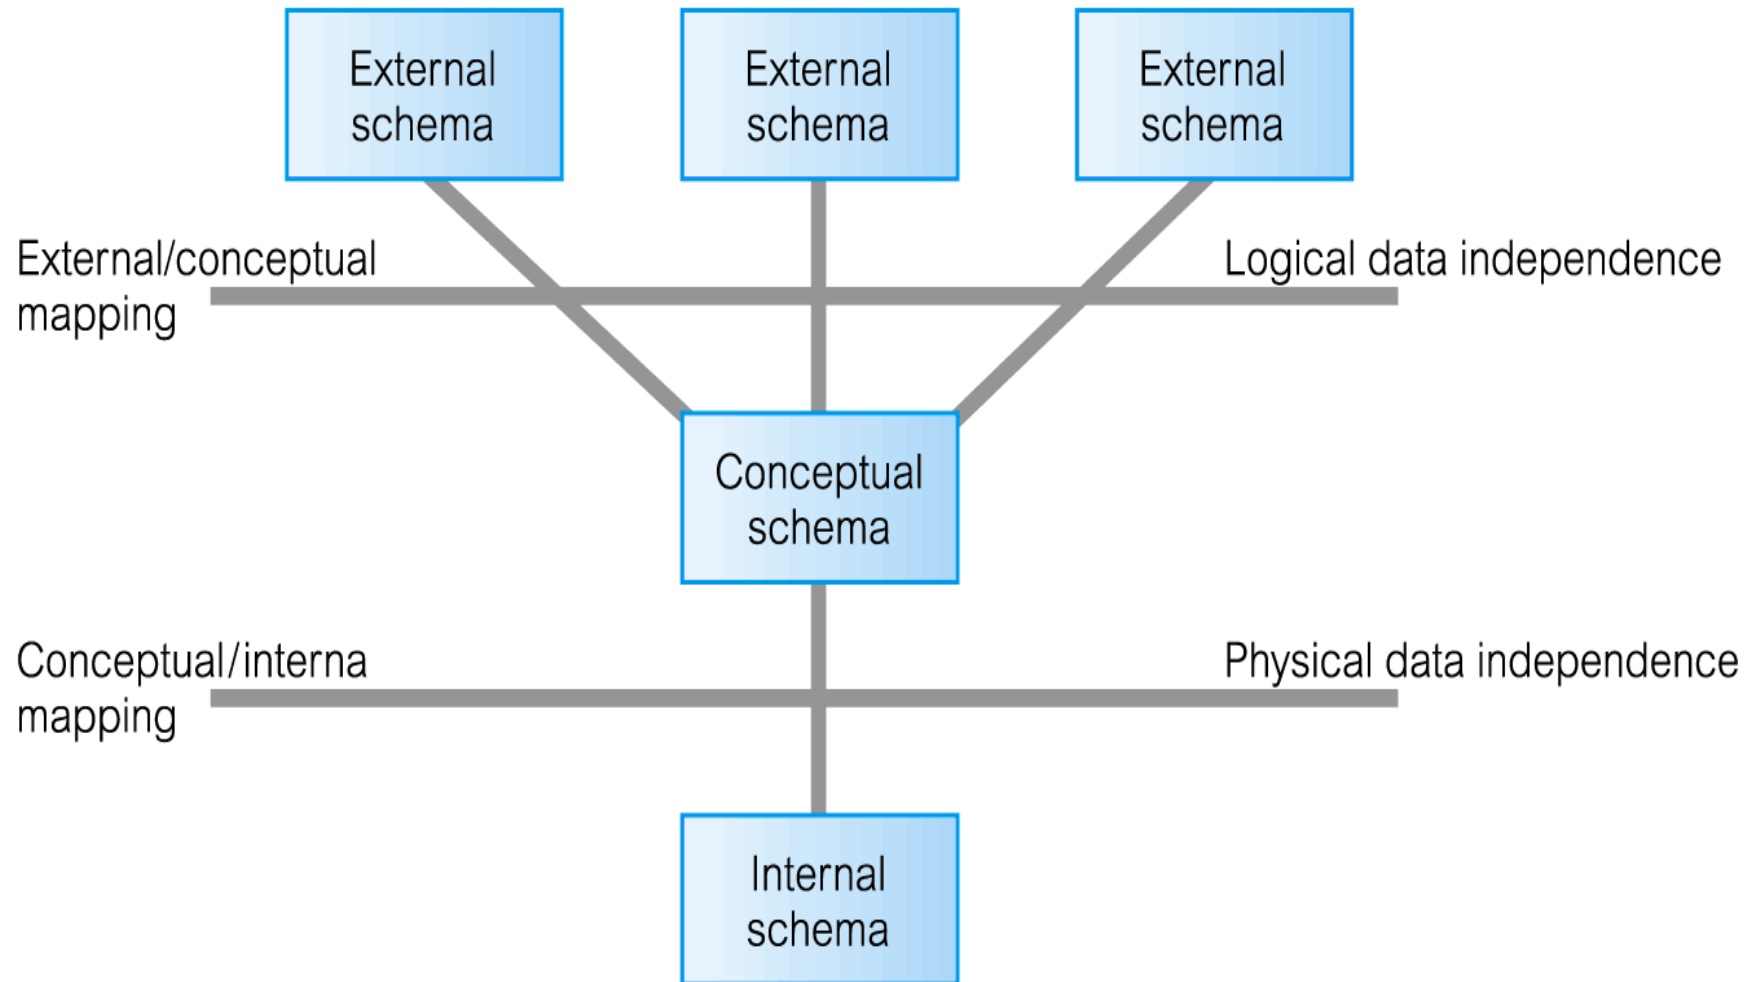 External
schema
External
schema
External
schema
External/conceptual
mapping
Logical data independence
Conceptual
schema
Conceptual/interna
mapping
Physical data independence
Internal
schema